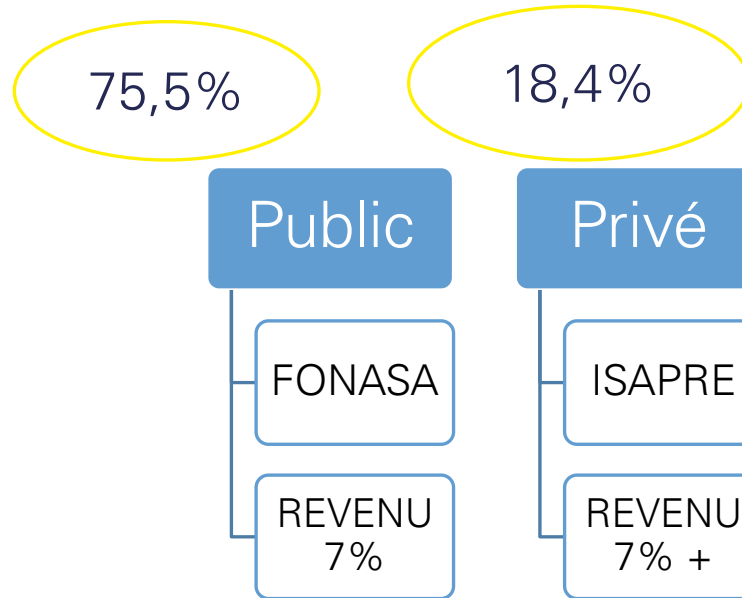 75,5%
18,4%
Public
Privé
FONASA
ISAPRE
REVENU
7%
REVENU
7% +